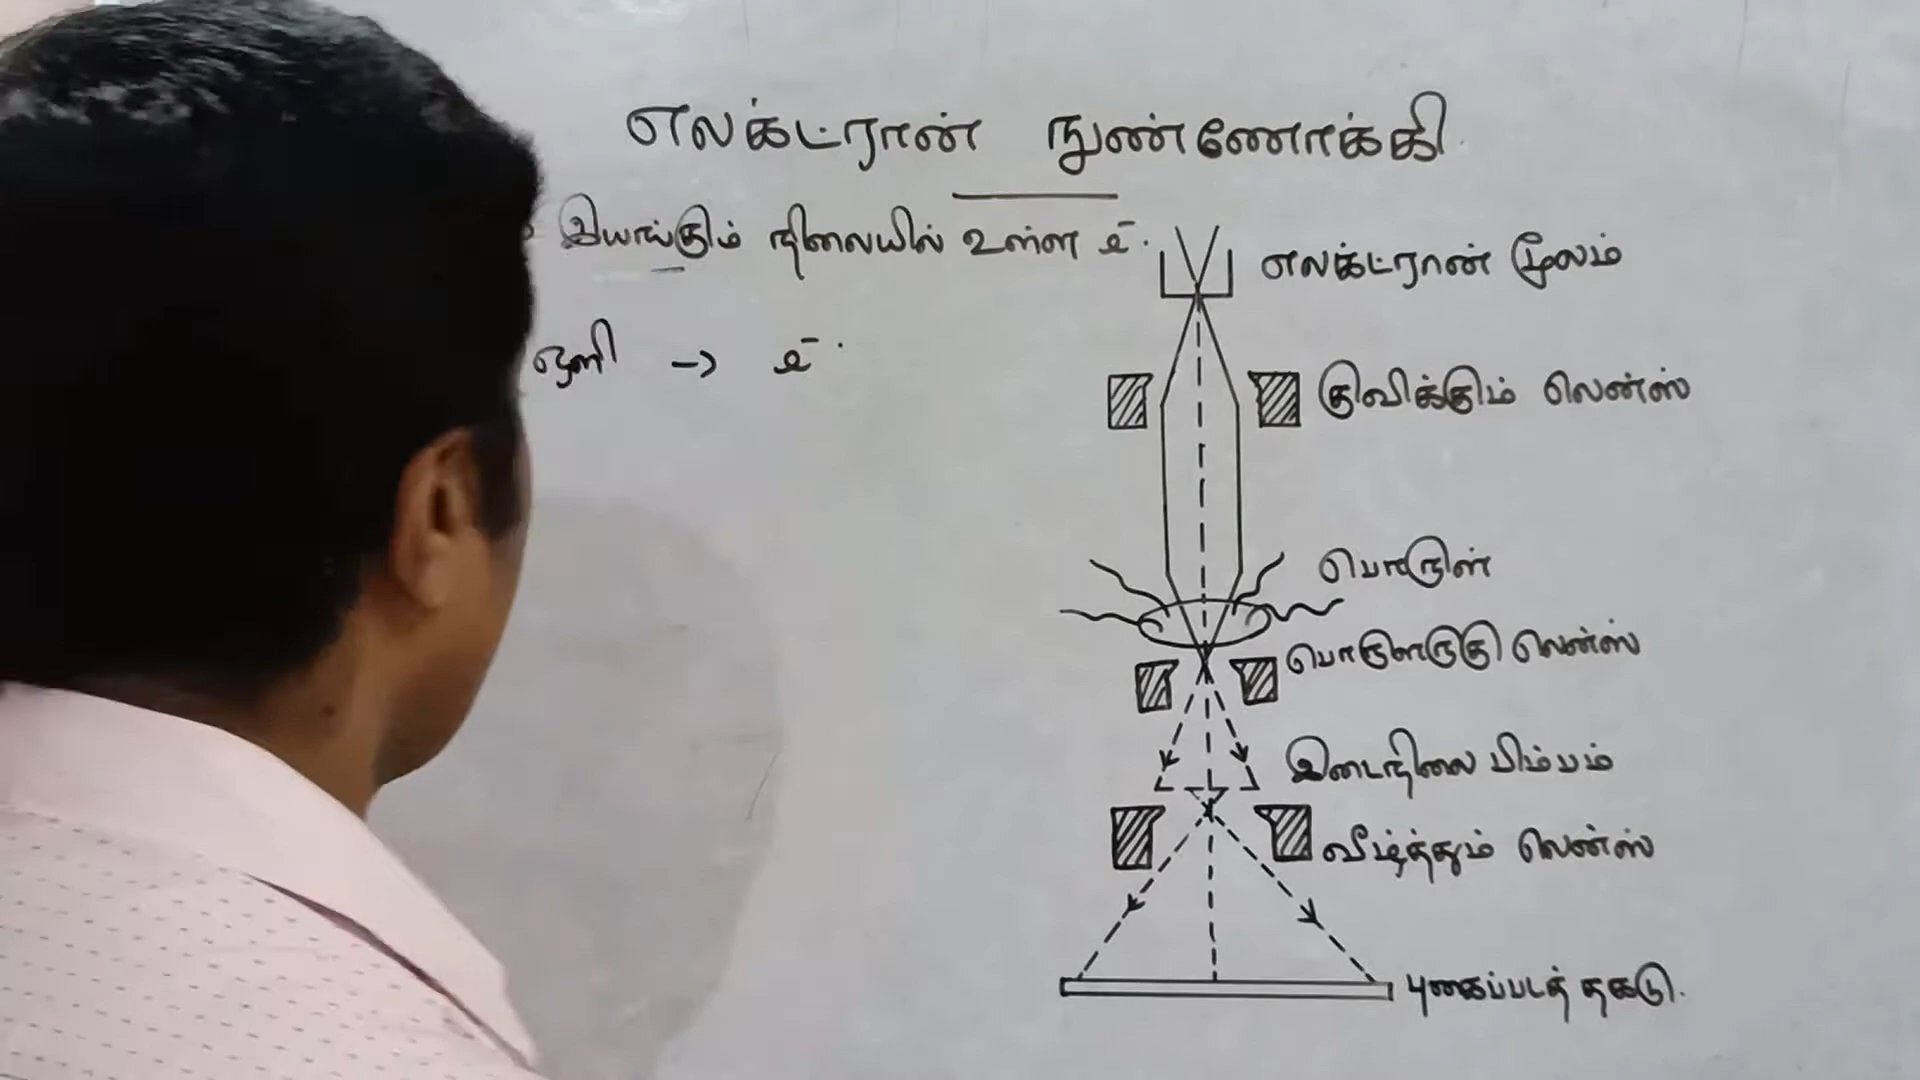 எலக்ட்ரான் நுண்ணோக்கி
இயங்கும் நிலையில் உள்ள e⁻.
ஒளி → e⁻.
எலக்ட்ரான் மூலம்
குவிக்கும் லென்ஸ்
பொருள்
பொருளருகு லென்ஸ்
இடைநிலை பிம்பம்
வீழ்த்தும் லென்ஸ்
புகைப்படத் தகடு.